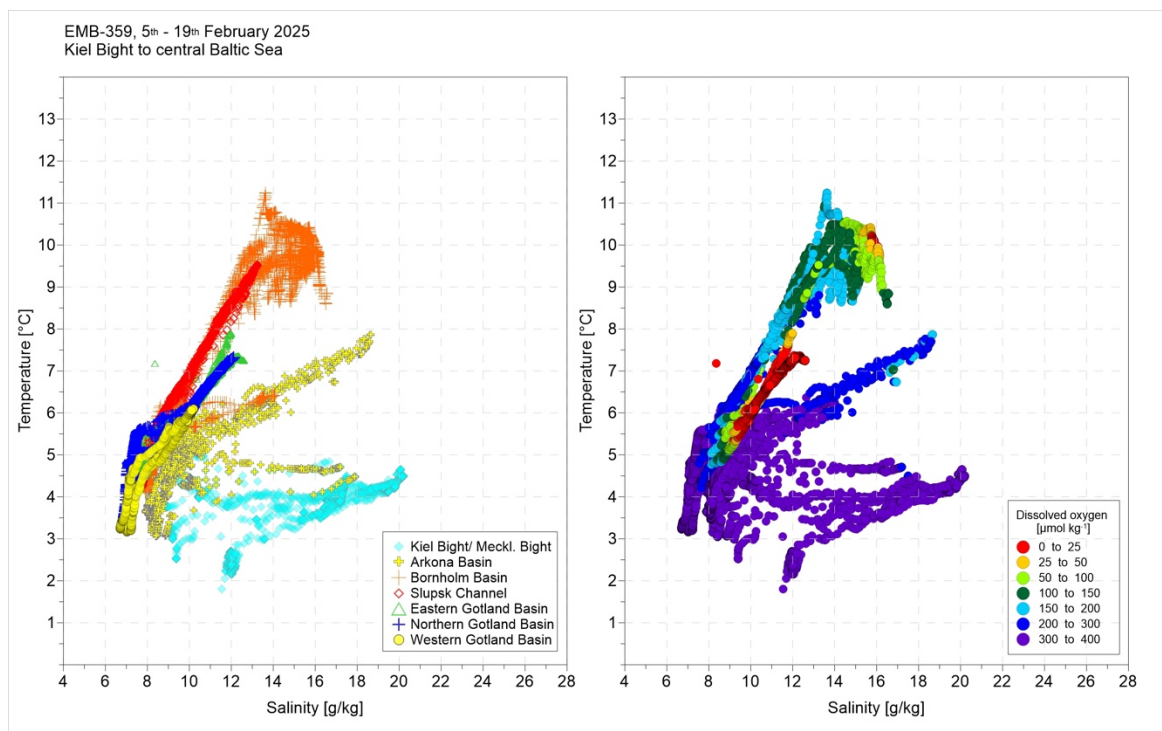 EMB-359, 5th - 19th February 2025
Kiel Bight to central Baltic Sea
13
12
11
10
9
8
7
6
5
4
3
2
1
Temperature [°C]
4 6 8 10 12 14 16 18 20 22 24 26 28
Salinity [g/kg]
Kiel Bight/ Meckl. Bight
Arkona Basin
Bornholm Basin
Slupsk Channel
Eastern Gotland Basin
Northern Gotland Basin
Western Gotland Basin
13
12
11
10
9
8
7
6
5
4
3
2
1
Temperature [°C]
4 6 8 10 12 14 16 18 20 22 24 26 28
Salinity [g/kg]
Dissolved oxygen
[µmol kg-1]
0 to 25
25 to 50
50 to 100
100 to 150
150 to 200
200 to 300
300 to 400